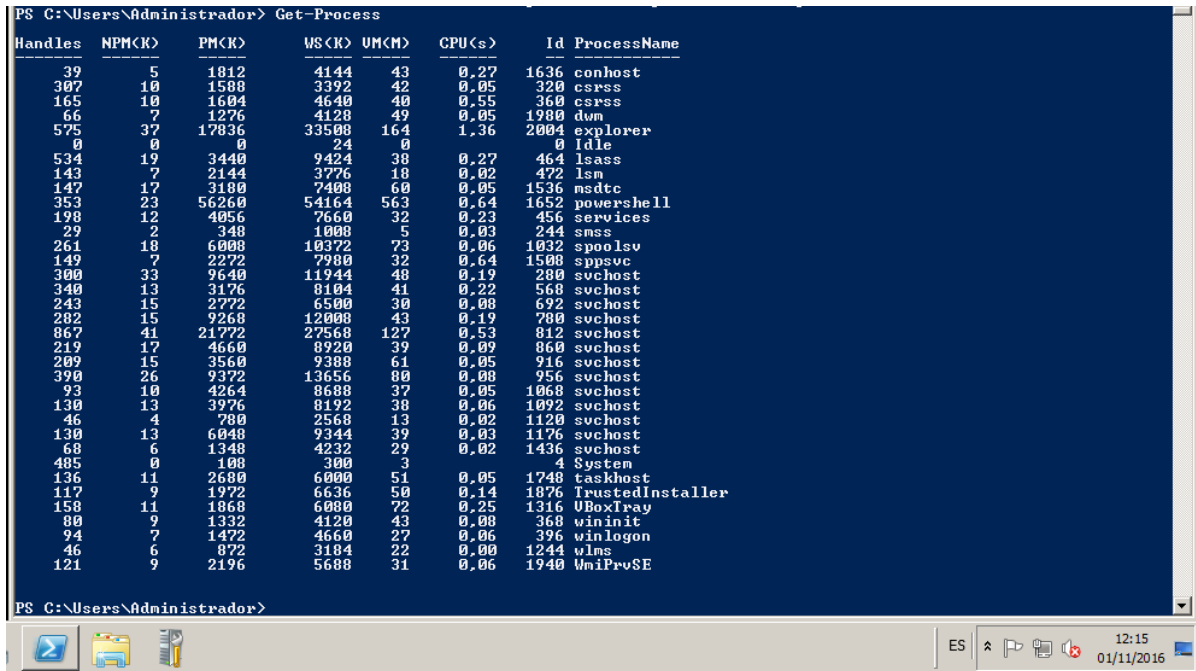 PS C:\Users\Administrador> Get-Process
Handles NPM(K) PM(K) WS(K) VM(M) CPU(s) Id ProcessName
------- ------ ----- ----- ----- ------ -- -----------
39 5 1812 4144 43 0,27 1636 conhost
307 10 1588 3392 42 0,05 320 csrss
165 10 1604 4640 40 0,55 360 csrss
66 7 1276 4128 49 0,05 1980 dwm
575 37 17836 33508 164 1,36 2004 explorer
0 0 0 24 0 0 Idle
534 19 3440 9424 38 0,27 464 lsass
143 7 2144 3776 18 0,02 472 lsm
147 17 3180 7408 60 0,05 1536 msdtc
353 23 56260 54164 563 0,64 1652 powershell
198 12 4056 7660 32 0,23 456 services
29 2 348 1008 5 0,03 244 smss
261 18 6008 10372 73 0,06 1032 spoolsv
149 7 2272 7980 32 0,64 1508 sppsvc
300 33 9640 11944 48 0,19 280 svchost
340 13 3176 8104 41 0,22 568 svchost
243 15 2772 6500 30 0,08 692 svchost
282 15 9268 12008 43 0,19 780 svchost
867 41 21772 27568 127 0,53 812 svchost
219 17 4660 8920 39 0,09 860 svchost
209 15 3560 9388 61 0,05 916 svchost
390 26 9372 13656 80 0,08 956 svchost
93 10 4264 8688 37 0,05 1068 svchost
130 13 3976 8192 38 0,06 1092 svchost
46 4 780 2568 13 0,02 1120 svchost
130 13 6048 9344 39 0,03 1176 svchost
68 6 1348 4232 29 0,02 1436 svchost
485 0 108 300 3 4 System
136 11 2680 6000 51 0,05 1748 taskhost
117 9 1972 6636 50 0,14 1876 TrustedInstaller
158 11 1868 6080 72 0,25 1316 VBoxTray
80 9 1332 4120 43 0,08 368 wininit
94 7 1472 4660 27 0,06 396 winlogon
46 6 872 3184 22 0,00 1244 wlms
121 9 2196 5688 31 0,06 1940 WmiPrvSE
PS C:\Users\Administrador>
ES 12:15
01/11/2016